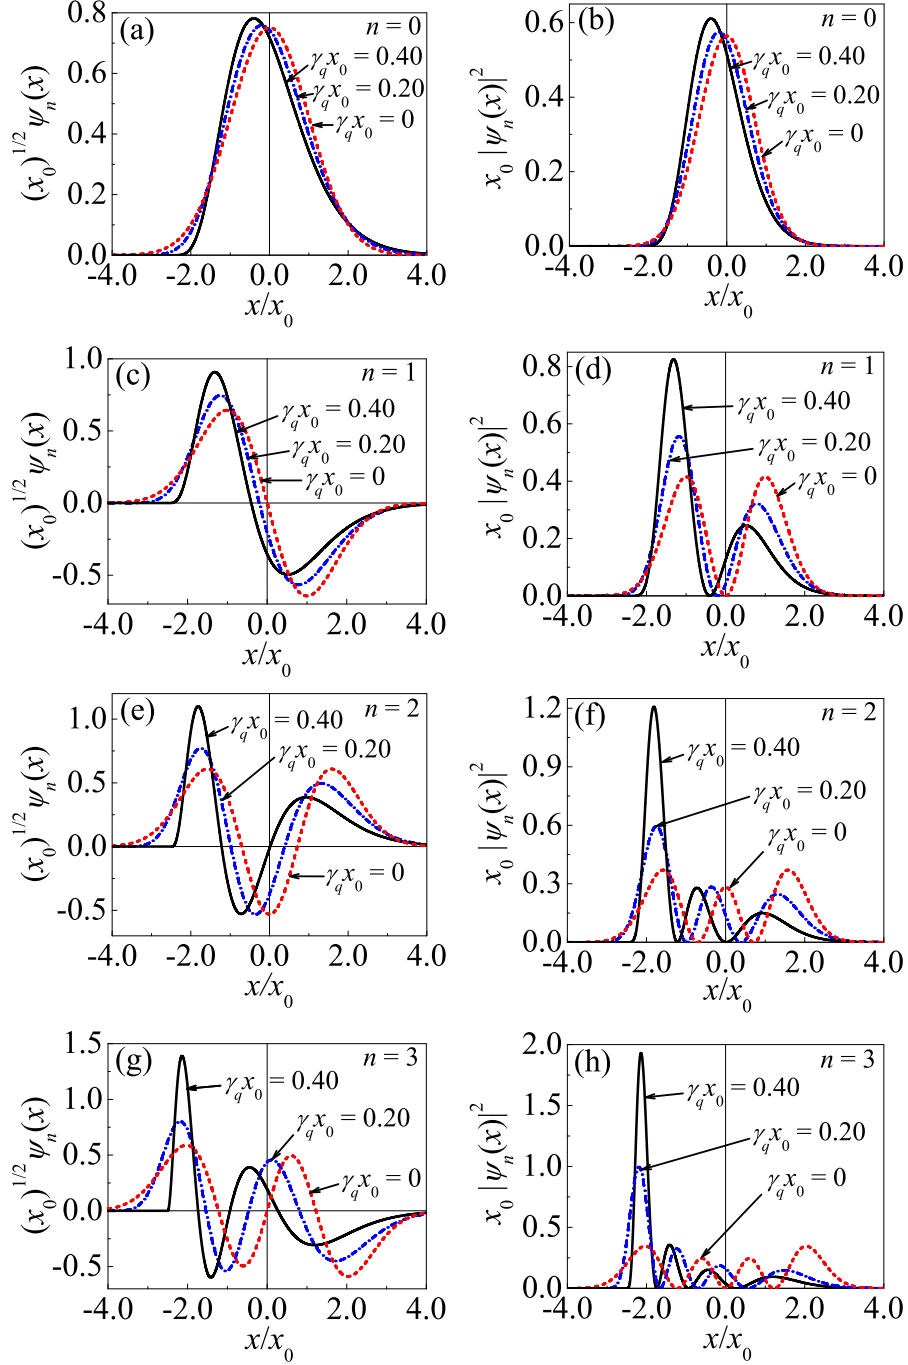 (a) n = 0
γqx0 = 0.40
γqx0 = 0.20
γqx0 = 0
(x0)^1/2 ψn(x)
0.8
0.6
0.4
0.2
0.0
-4.0 -2.0 0.0 2.0 4.0
x/x0
(b) n = 0
γqx0 = 0.40
γqx0 = 0.20
γqx0 = 0
x0 |ψn(x)|^2
0.6
0.4
0.2
0.0
-4.0 -2.0 0.0 2.0 4.0
x/x0
(c) n = 1
γqx0 = 0.40
γqx0 = 0.20
γqx0 = 0
(x0)^1/2 ψn(x)
1.0
0.5
0.0
-0.5
-4.0 -2.0 0.0 2.0 4.0
x/x0
(d) n = 1
γqx0 = 0.40
γqx0 = 0.20
γqx0 = 0
x0 |ψn(x)|^2
0.8
0.6
0.4
0.2
0.0
-4.0 -2.0 0.0 2.0 4.0
x/x0
(e) n = 2
γqx0 = 0.40
γqx0 = 0.20
γqx0 = 0
(x0)^1/2 ψn(x)
1.0
0.5
0.0
-0.5
-4.0 -2.0 0.0 2.0 4.0
x/x0
(f) n = 2
γqx0 = 0.40
γqx0 = 0.20
γqx0 = 0
x0 |ψn(x)|^2
1.2
0.9
0.6
0.3
0.0
-4.0 -2.0 0.0 2.0 4.0
x/x0
(g) n = 3
γqx0 = 0.40
γqx0 = 0.20
γqx0 = 0
(x0)^1/2 ψn(x)
1.5
1.0
0.5
0.0
-0.5
-4.0 -2.0 0.0 2.0 4.0
x/x0
(h) n = 3
γqx0 = 0.40
γqx0 = 0.20
γqx0 = 0
x0 |ψn(x)|^2
2.0
1.5
1.0
0.5
0.0
-4.0 -2.0 0.0 2.0 4.0
x/x0